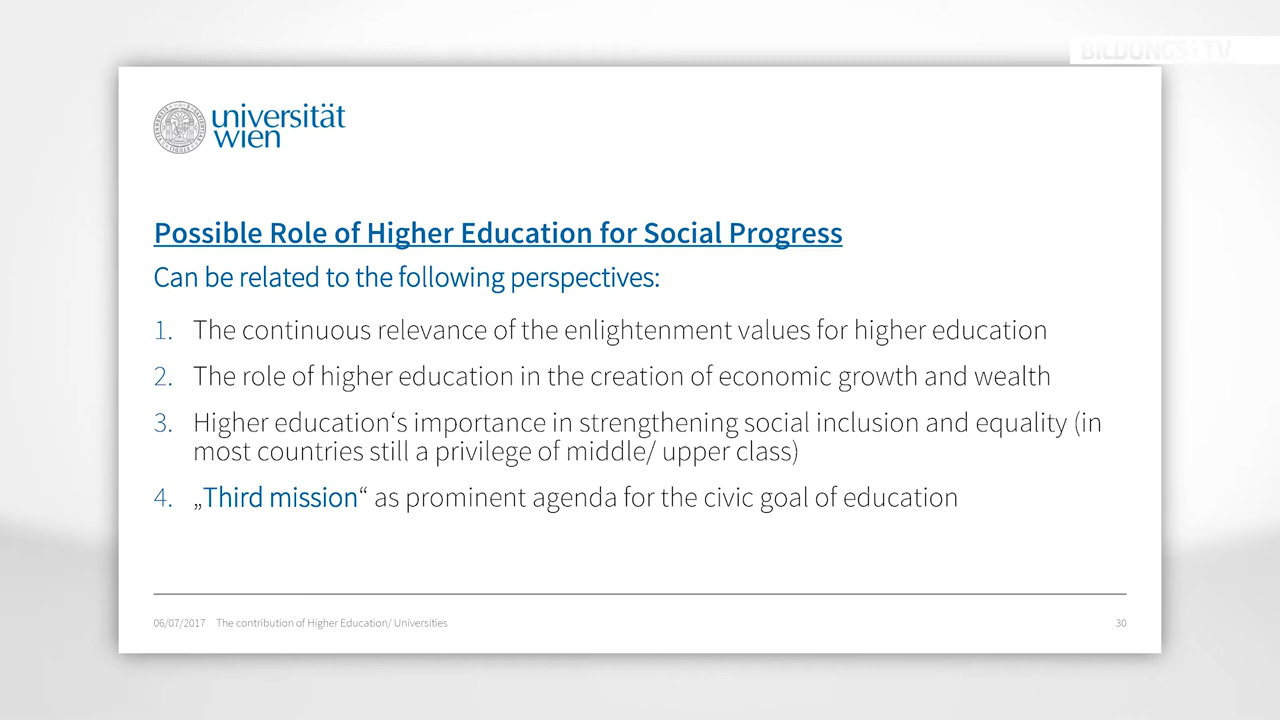 BILDUNGS TV
universität
wien
Possible Role of Higher Education for Social Progress
Can be related to the following perspectives:
1. The continuous relevance of the enlightenment values for higher education
2. The role of higher education in the creation of economic growth and wealth
3. Higher education‘s importance in strengthening social inclusion and equality (in
most countries still a privilege of middle/ upper class)
4. „Third mission“ as prominent agenda for the civic goal of education
06/07/2017 The contribution of Higher Education/ Universities 30